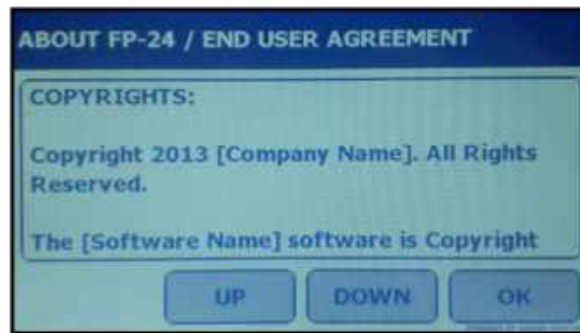 ABOUT FP-24 / END USER AGREEMENT
COPYRIGHTS:
Copyright 2013 [Company Name]. All Rights
Reserved.
The [Software Name] software is Copyright
UP
DOWN
OK